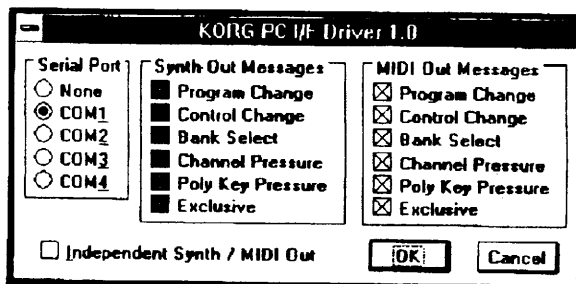 KORG PC I/F Driver 1.0
Serial Port
None
COM1
COM2
COM3
COM4
Synth Out Messages
Program Change
Control Change
Bank Select
Channel Pressure
Poly Key Pressure
Exclusive
MIDI Out Messages
Program Change
Control Change
Bank Select
Channel Pressure
Poly Key Pressure
Exclusive
Independent Synth / MIDI Out
OK
Cancel